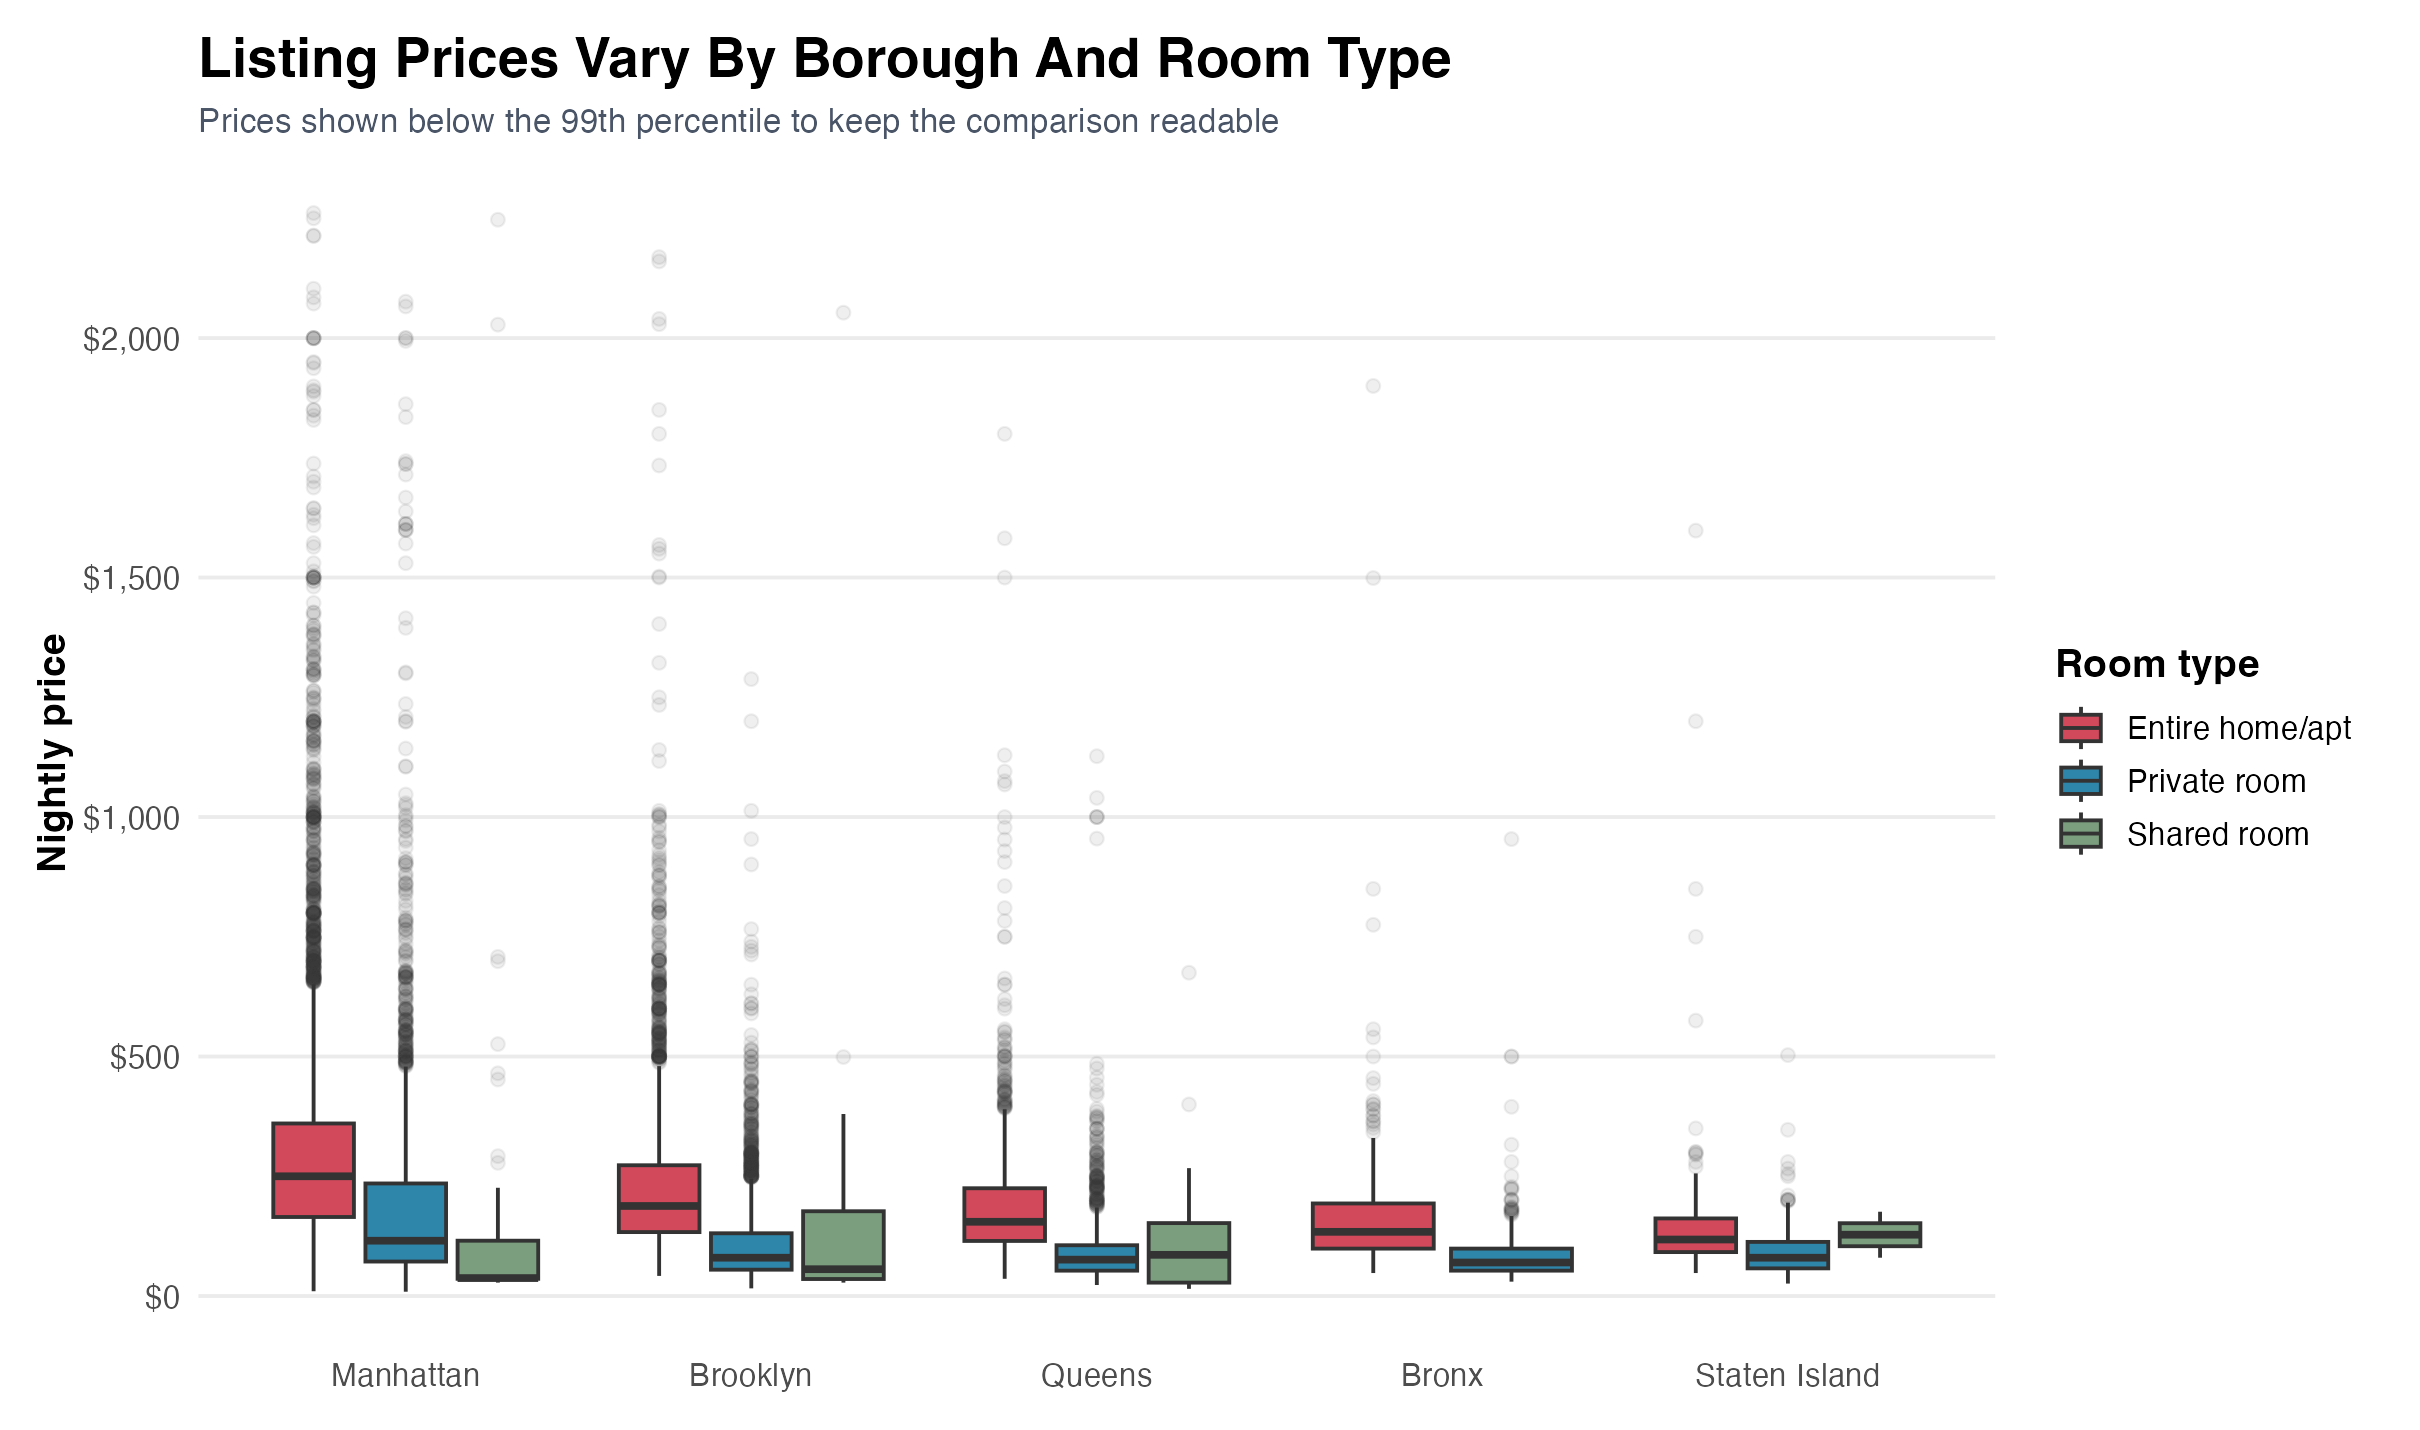 Listing Prices Vary By Borough And Room Type
Prices shown below the 99th percentile to keep the comparison readable
Nightly price
$2,000
$1,500
$1,000
$500
$0
Manhattan
Brooklyn
Queens
Bronx
Staten Island
Room type
Entire home/apt
Private room
Shared room